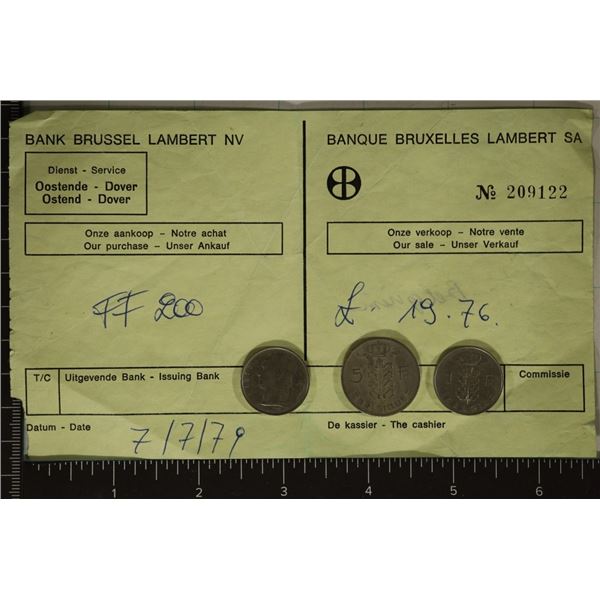 BANK BRUSSEL LAMBERT NV
Dienst - Service
Oostende - Dover
Ostend - Dover
Onze aankoop – Notre achat
Our purchase – Unser Ankauf
FF 200
T/C
Uitgevende Bank - Issuing Bank
Datum - Date
7/7/79
BANQUE BRUXELLES LAMBERT SA
№ 209122
Onze verkoop – Notre vente
Our sale – Unser Verkauf
£ 19.76.
5 F
1 F
Commissie
De kassier - The cashier
1 2 3 4 5 6